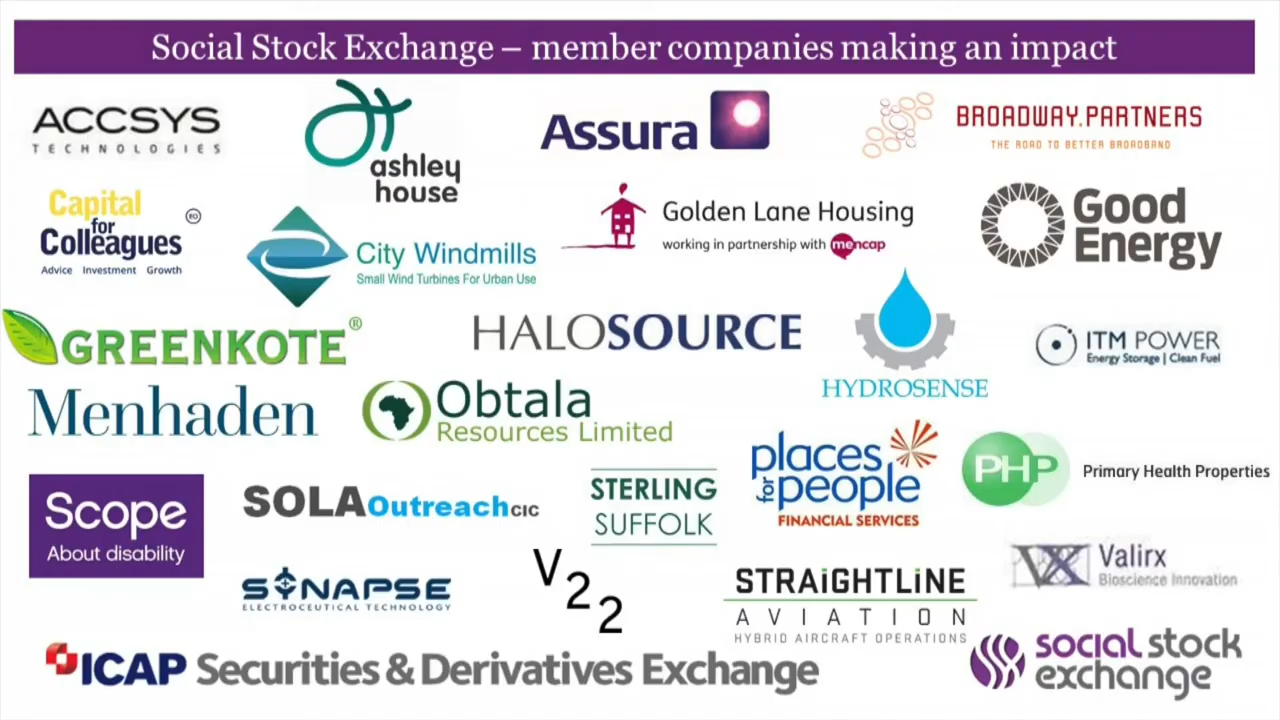 Social Stock Exchange – member companies making an impact
ACCSYS
TECHNOLOGIES
ashley
house
Assura
BROADWAY.PARTNERS
THE ROAD TO BETTER BROADBAND
Capital
for
Colleagues
EO
Advice Investment Growth
City Windmills
Small Wind Turbines For Urban Use
Golden Lane Housing
working in partnership with mencap
Good
Energy
GREENKOTE®
HALOSOURCE
HYDROSENSE
ITM POWER
Energy Storage | Clean Fuel
Menhaden
Obtala
Resources Limited
places
for people
FINANCIAL SERVICES
PHP
Primary Health Properties
Scope
About disability
SOLA Outreach CIC
STERLING
SUFFOLK
SYNAPSE
ELECTROCEUTICAL TECHNOLOGY
V22
STRAiGHTLiNE
AVIATION
HYBRID AIRCRAFT OPERATIONS
VX
Valirx
Bioscience Innovation
ICAP Securities & Derivatives Exchange
social stock
exchange